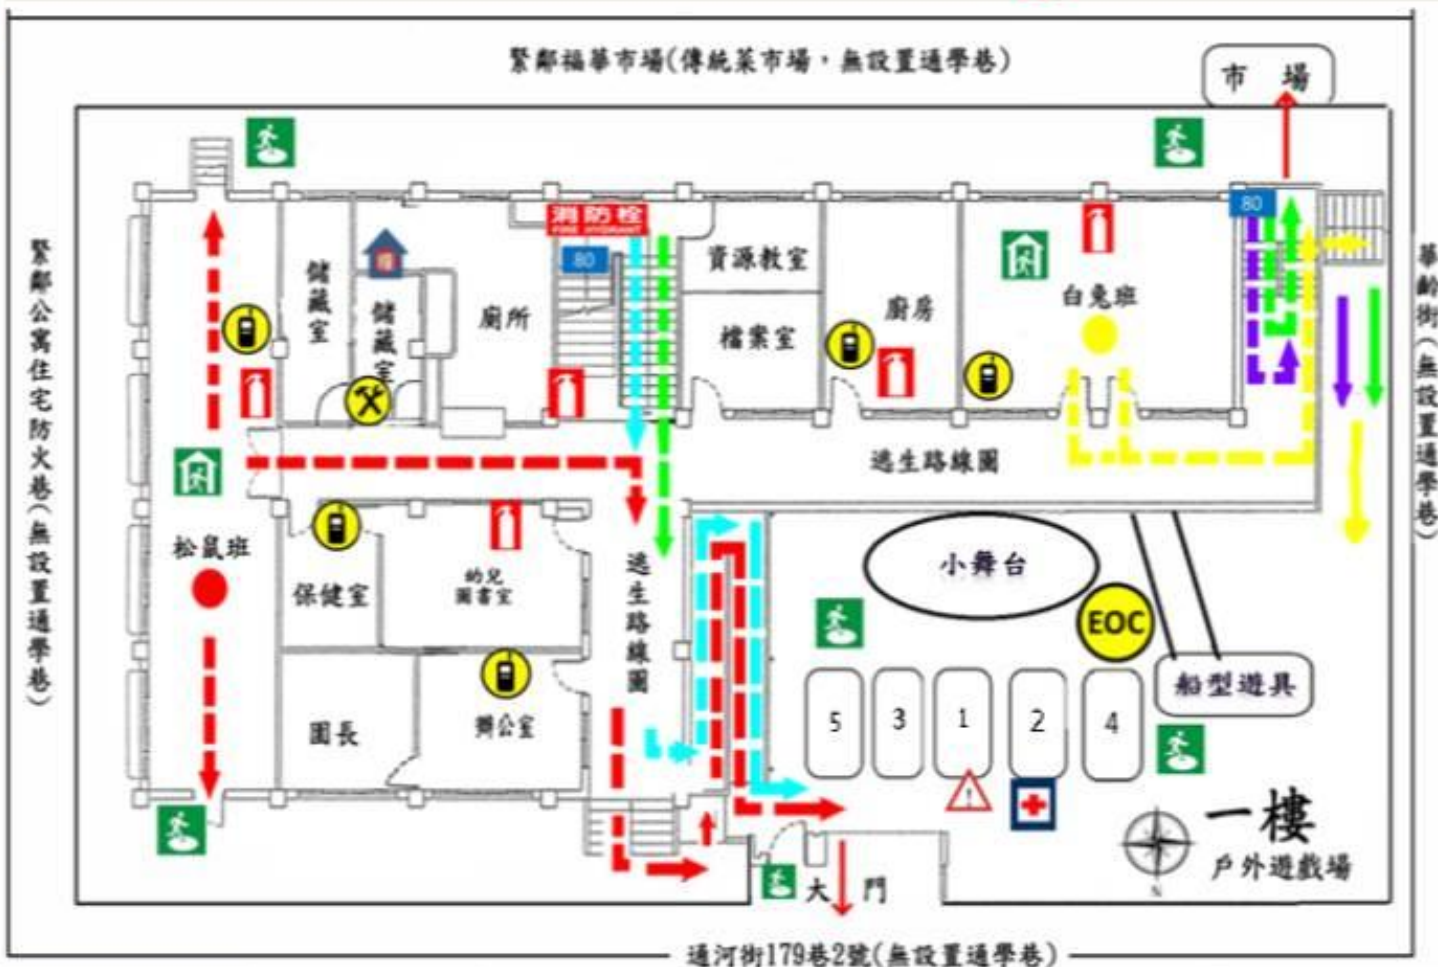 緊鄰福華市場(傳統菜市場，無設置通學巷)
市 場
緊鄰公寓住宅防火巷(無設置通學巷)
華齡街(無設置通學巷)
消防栓
FIRE HYDRANT
80
80
儲藏室
儲藏室
廁所
資源教室
檔案室
廚房
白兔班
逃生路線圖
松鼠班
保健室
幼兒
圖書室
逃生路線圖
園長
辦公室
小舞台
EOC
船型遊具
5
3
1
2
4
一樓
戶外遊戲場
N
大 門
通河街179巷2號(無設置通學巷)